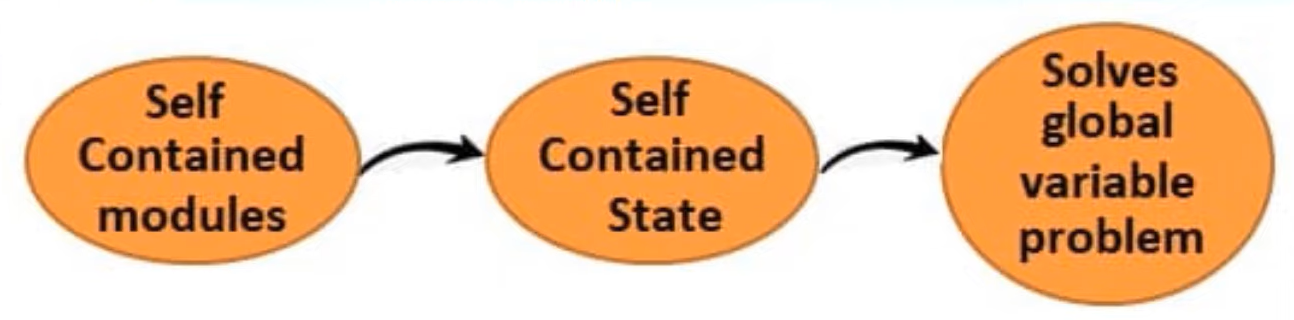 Self
Contained
modules
Self
Contained
State
Solves
global
variable
problem